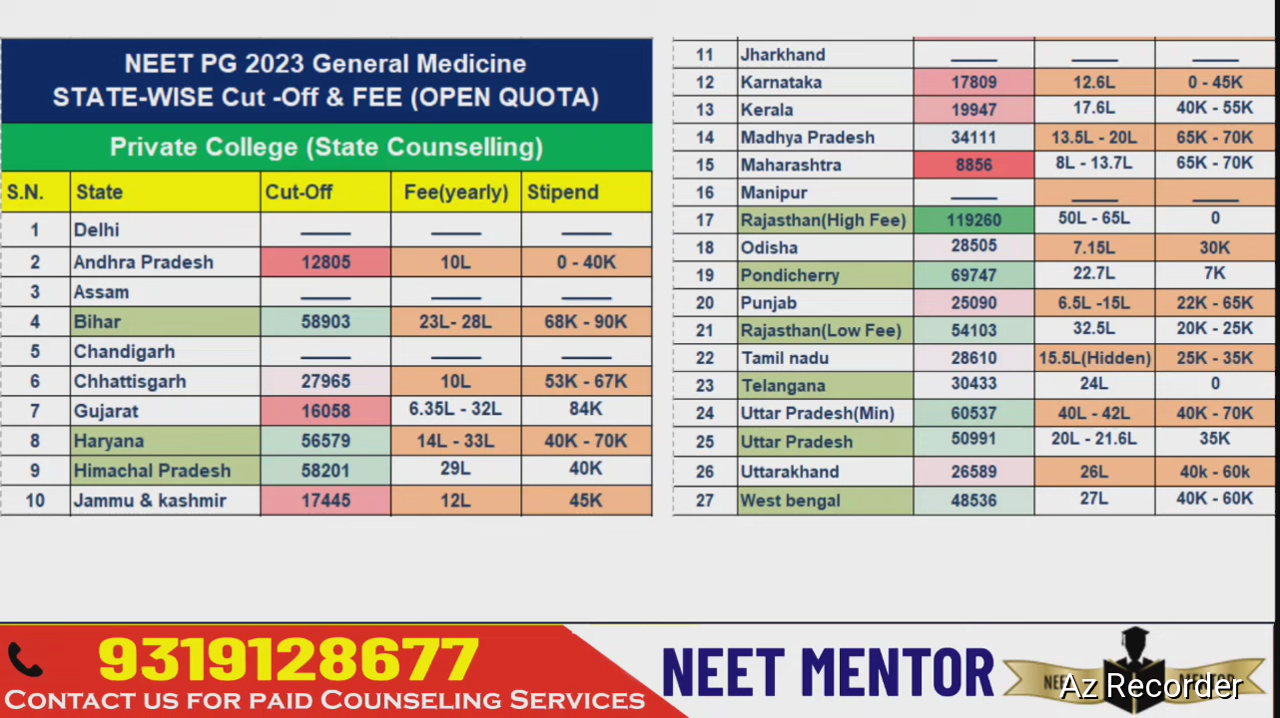 NEET PG 2023 General Medicine
STATE-WISE Cut -Off & FEE (OPEN QUOTA)
Private College (State Counselling)
S.N. State Cut-Off Fee(yearly) Stipend
1 Delhi
2 Andhra Pradesh 12805 10L 0 - 40K
3 Assam
4 Bihar 58903 23L- 28L 68K - 90K
5 Chandigarh
6 Chhattisgarh 27965 10L 53K - 67K
7 Gujarat 16058 6.35L - 32L 84K
8 Haryana 56579 14L - 33L 40K - 70K
9 Himachal Pradesh 58201 29L 40K
10 Jammu & kashmir 17445 12L 45K
11 Jharkhand
12 Karnataka 17809 12.6L 0 - 45K
13 Kerala 19947 17.6L 40K - 55K
14 Madhya Pradesh 34111 13.5L - 20L 65K - 70K
15 Maharashtra 8856 8L - 13.7L 65K - 70K
16 Manipur
17 Rajasthan(High Fee) 119260 50L - 65L 0
18 Odisha 28505 7.15L 30K
19 Pondicherry 69747 22.7L 7K
20 Punjab 25090 6.5L -15L 22K - 65K
21 Rajasthan(Low Fee) 54103 32.5L 20K - 25K
22 Tamil nadu 28610 15.5L(Hidden) 25K - 35K
23 Telangana 30433 24L 0
24 Uttar Pradesh(Min) 60537 40L - 42L 40K - 70K
25 Uttar Pradesh 50991 20L - 21.6L 35K
26 Uttarakhand 26589 26L 40k - 60k
27 West bengal 48536 27L 40K - 60K
9319128677
CONTACT US FOR PAID COUNSELING SERVICES
NEET MENTOR
NEET MENTOR
Az Recorder